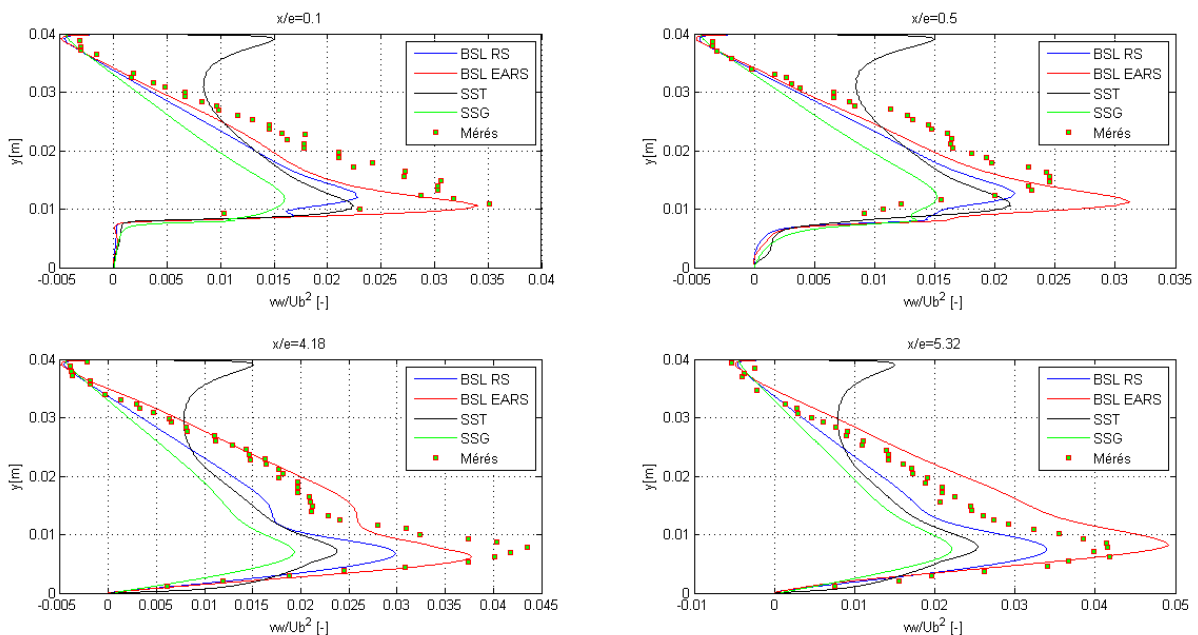 x/e=0.1
0.04
0.03
0.02
0.01
0
y[m]
BSL RS
BSL EARS
SST
SSG
Mérés
-0.005 0 0.005 0.01 0.015 0.02 0.025 0.03 0.035 0.04
vw/Ub² [-]
x/e=0.5
0.04
0.03
0.02
0.01
0
y[m]
BSL RS
BSL EARS
SST
SSG
Mérés
-0.005 0 0.005 0.01 0.015 0.02 0.025 0.03 0.035
vw/Ub² [-]
x/e=4.18
0.04
0.03
0.02
0.01
0
y[m]
BSL RS
BSL EARS
SST
SSG
Mérés
-0.005 0 0.005 0.01 0.015 0.02 0.025 0.03 0.035 0.04 0.045
vw/Ub² [-]
x/e=5.32
0.04
0.03
0.02
0.01
0
y[m]
BSL RS
BSL EARS
SST
SSG
Mérés
-0.01 0 0.01 0.02 0.03 0.04 0.05
vw/Ub² [-]